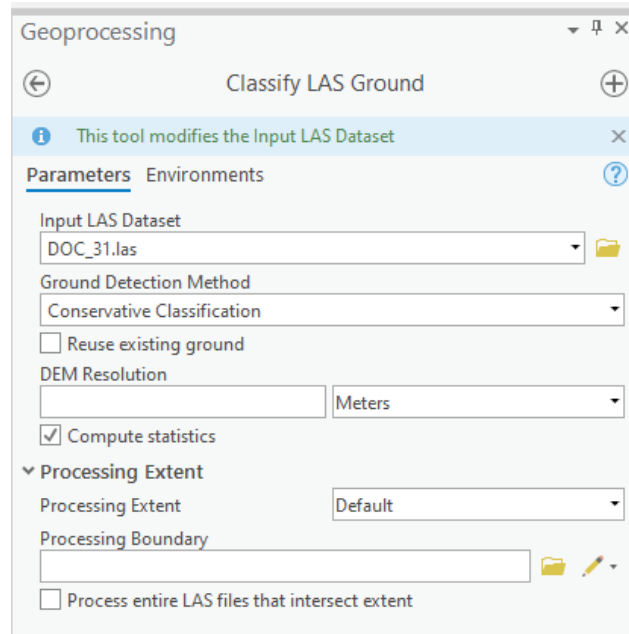 Geoprocessing
Classify LAS Ground
This tool modifies the Input LAS Dataset
Parameters Environments
Input LAS Dataset
DOC_31.las
Ground Detection Method
Conservative Classification
Reuse existing ground
DEM Resolution
Meters
Compute statistics
Processing Extent
Processing Extent Default
Processing Boundary
Process entire LAS files that intersect extent